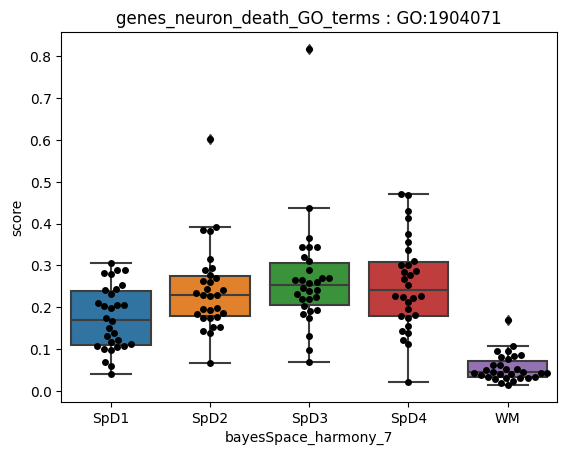 genes_neuron_death_GO_terms : GO:1904071
0.8
0.7
0.6
0.5
0.4
0.3
0.2
0.1
0.0
score
SpD1 SpD2 SpD3 SpD4 WM
bayesSpace_harmony_7